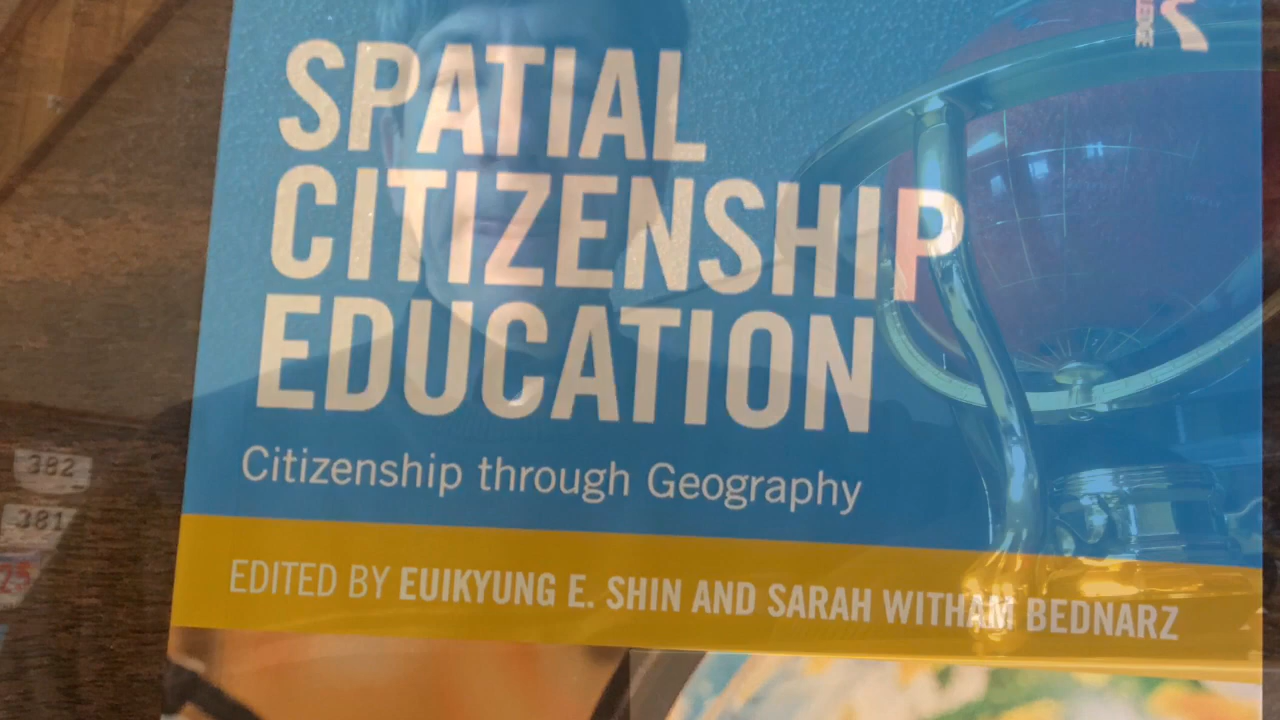 SPATIAL
CITIZENSHIP
EDUCATION
Citizenship through Geography
EDITED BY EUIKYUNG E. SHIN AND SARAH WITHAM BEDNARZ
382
381